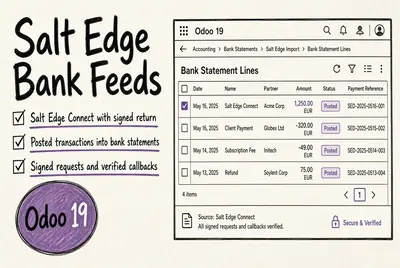 Salt Edge
Bank Feeds
Salt Edge Connect with signed return
Posted transactions into bank statements
Signed requests and verified callbacks
Odoo 19
Odoo 19
Accounting > Bank Statements > Salt Edge Import > Bank Statement Lines
Bank Statement Lines
Date Name Partner Amount Status Payment Reference
May 16, 2025 Salt Edge Connect Acme Corp 1,250.00 EUR Posted SED-2025-0516-001
May 16, 2025 Client Payment Globex Ltd -320.00 EUR Posted SED-2025-0515-002
May 14, 2025 Subscription Fee Initech -49.00 EUR Posted SED-2025-0514-003
May 13, 2025 Refund Soylent Corp 75.00 EUR Posted SED-2025-0513-004
4 items
1
Source: Salt Edge Connect
All signed requests and callbacks verified.
Secure & Verified